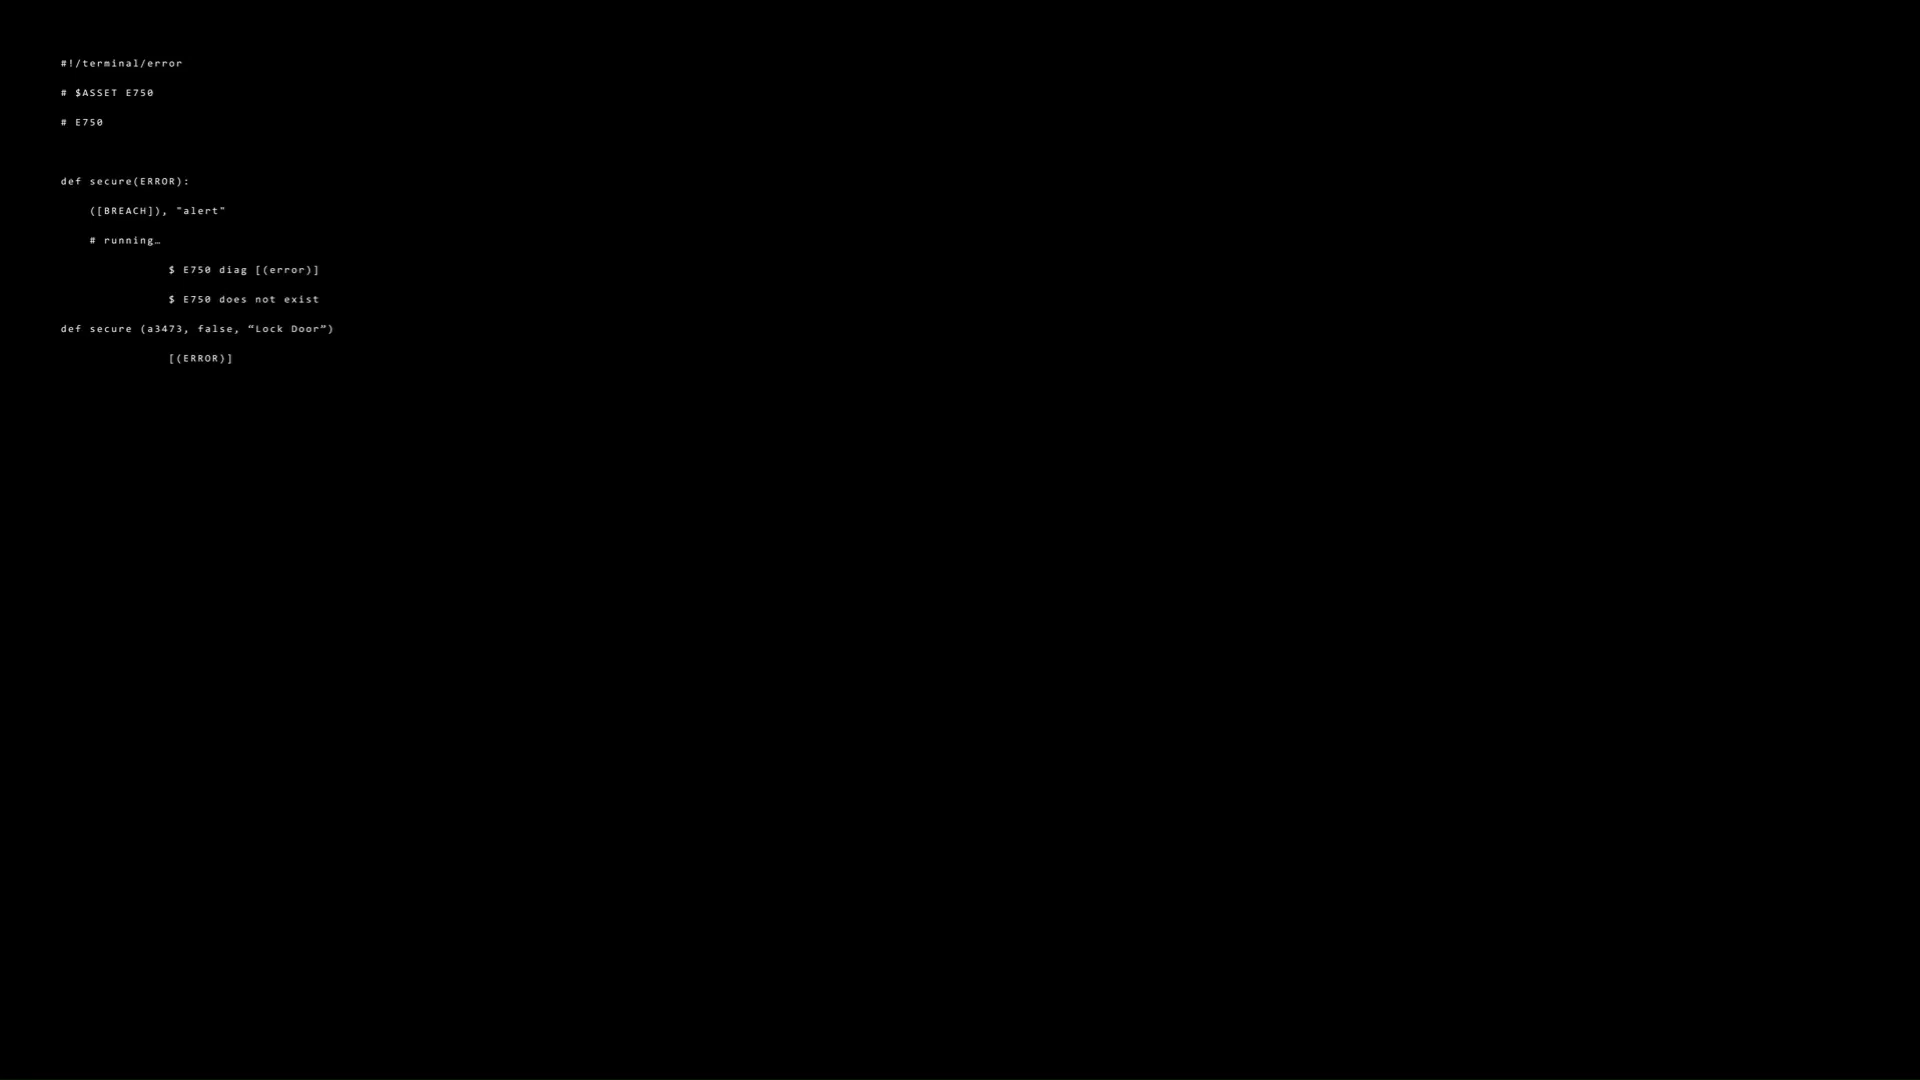 #!/terminal/error
# $ASSET E750
# E750
def secure(ERROR):
([BREACH]), "alert"
# running…
$ E750 diag [(error)]
$ E750 does not exist
def secure (a3473, false, “Lock Door”)
[(ERROR)]